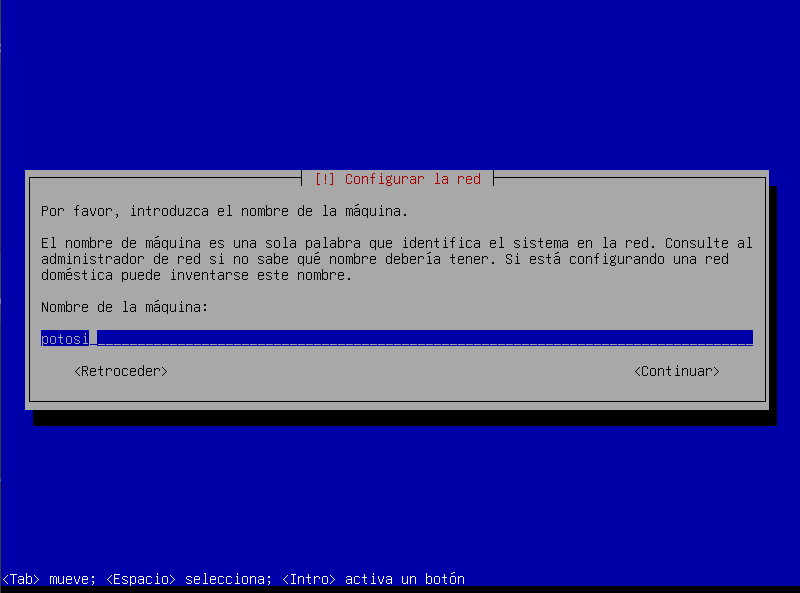 [!] Configurar la red
Por favor, introduzca el nombre de la máquina.
El nombre de máquina es una sola palabra que identifica el sistema en la red. Consulte al
administrador de red si no sabe qué nombre debería tener. Si está configurando una red
doméstica puede inventarse este nombre.
Nombre de la máquina:
potosi
<Retroceder> <Continuar>
<Tab> mueve; <Espacio> selecciona; <Intro> activa un botón